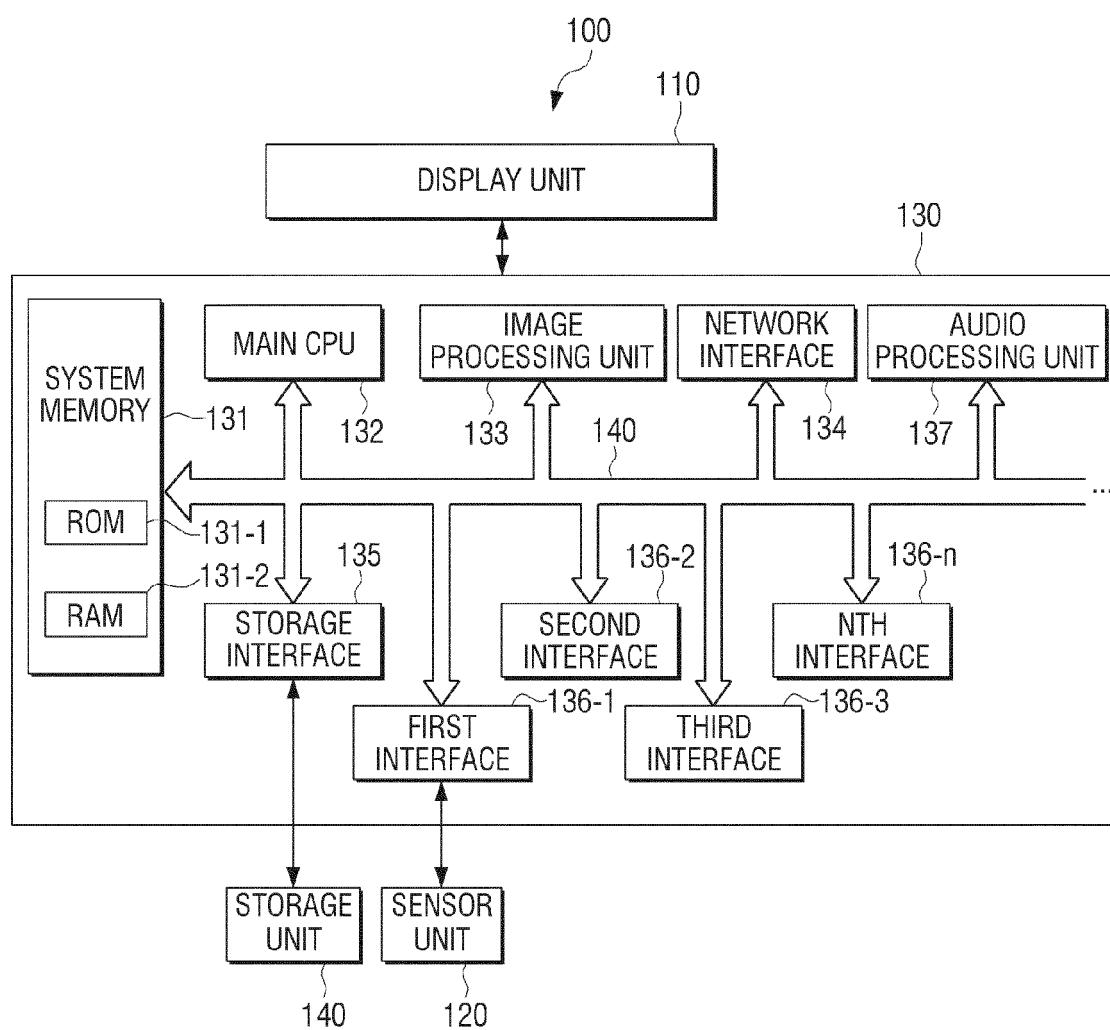 100
110
DISPLAY UNIT
130
SYSTEM
MEMORY
131
ROM
131-1
131-2
RAM
MAIN CPU
132
IMAGE
PROCESSING UNIT
133
NETWORK
INTERFACE
134
AUDIO
PROCESSING UNIT
137
140
...
135
STORAGE
INTERFACE
136-2
SECOND
INTERFACE
136-n
NTH
INTERFACE
136-1
FIRST
INTERFACE
136-3
THIRD
INTERFACE
STORAGE
UNIT
140
SENSOR
UNIT
120